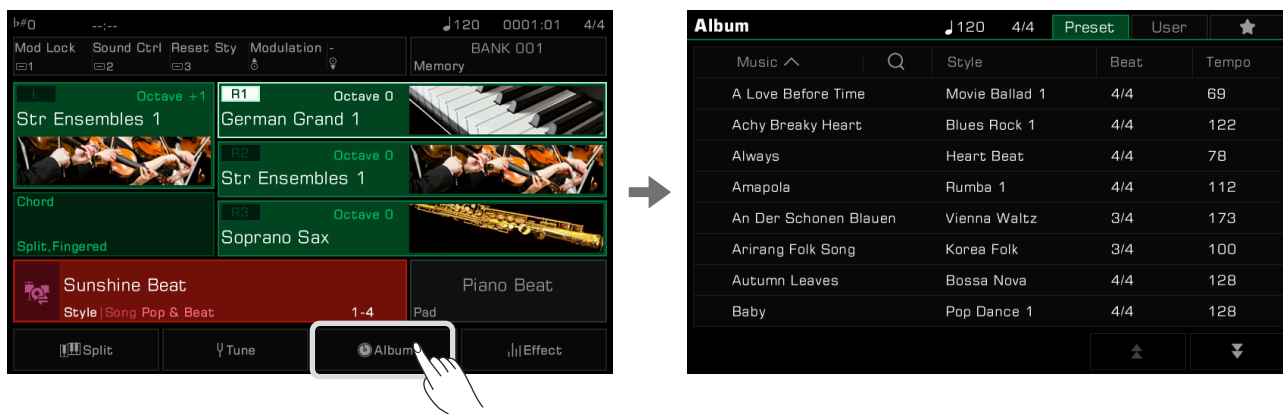 ♭#0 --:-- ♩120 0001:01 4/4
Mod Lock Sound Ctrl Reset Sty Modulation - BANK 001
1 2 3 Memory
L Octave +1 R1 Octave 0
Str Ensembles 1 German Grand 1
R2 Octave 0
Str Ensembles 1
Chord
R3 Octave 0
Soprano Sax
Split,Fingered
Sunshine Beat Piano Beat
Style|Song Pop & Beat 1-4 Pad
Split Tune Album Effect
Album ♩120 4/4 Preset User ★
Music Style Beat Tempo
A Love Before Time Movie Ballad 1 4/4 69
Achy Breaky Heart Blues Rock 1 4/4 122
Always Heart Beat 4/4 78
Amapola Rumba 1 4/4 112
An Der Schonen Blauen Vienna Waltz 3/4 173
Arirang Folk Song Korea Folk 3/4 100
Autumn Leaves Bossa Nova 4/4 128
Baby Pop Dance 1 4/4 128